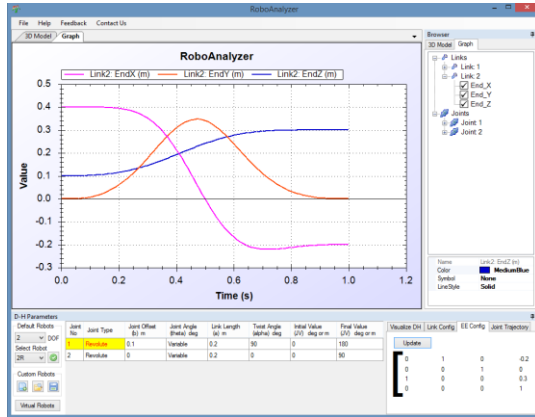 RoboAnalyzer
File Help Feedback Contact Us
3D Model Graph
RoboAnalyzer
Link2: EndX (m) Link2: EndY (m) Link2: EndZ (m)
0.5
0.4
0.3
0.2
0.1
0.0
-0.1
-0.2
-0.3
Value
0.0 0.2 0.4 0.6 0.8 1.0 1.2
Time (s)
Browser
3D Model Graph
Links
Link: 1
Link: 2
End_X
End_Y
End_Z
Joints
Joint 1
Joint 2
Name Link2: EndZ (m)
Color MediumBlue
Symbol None
LineStyle Solid
D-H Parameters
Default Robots
2 DOF
Select Robot
2R
Custom Robots
Virtual Robots
Joint No Joint Type Joint Offset (b) m Joint Angle (theta) deg Link Length (a) m Twist Angle (alpha) deg Initial Value (JV) deg or m Final Value (JV) deg or m
1 Revolute 0.1 Variable 0.2 90 0 180
2 Revolute 0 Variable 0.2 0 0 90
Visualize DH Link Config EE Config Joint Trajectory
Update
0 1 0 -0.2
0 0 1 0
1 0 0 0.3
0 0 0 1